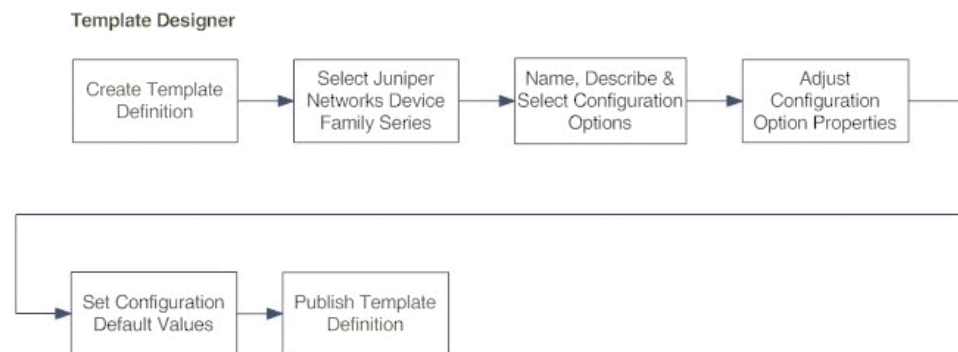 Template Designer
Create Template
Definition
Select Juniper
Networks Device
Family Series
Name, Describe &
Select Configuration
Options
Adjust
Configuration
Option Properties
Set Configuration
Default Values
Publish Template
Definition